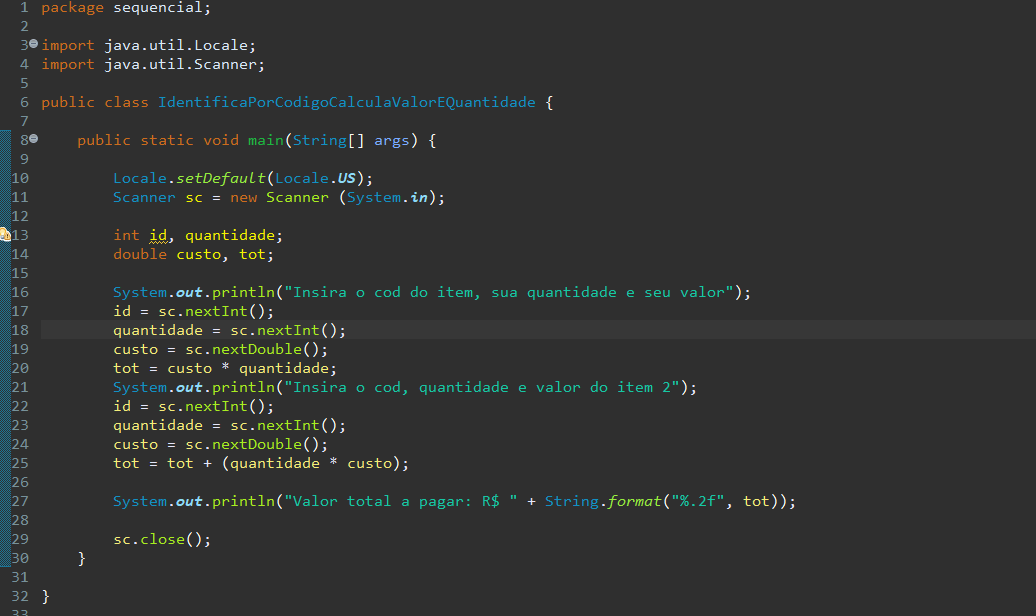 1 package sequencial;
2
3 import java.util.Locale;
4 import java.util.Scanner;
5
6 public class IdentificaPorCodigoCalculaValorEQuantidade {
7
8     public static void main(String[] args) {
9
10         Locale.setDefault(Locale.US);
11         Scanner sc = new Scanner (System.in);
12
13         int id, quantidade;
14         double custo, tot;
15
16         System.out.println("Insira o cod do item, sua quantidade e seu valor");
17         id = sc.nextInt();
18         quantidade = sc.nextInt();
19         custo = sc.nextDouble();
20         tot = custo * quantidade;
21         System.out.println("Insira o cod, quantidade e valor do item 2");
22         id = sc.nextInt();
23         quantidade = sc.nextInt();
24         custo = sc.nextDouble();
25         tot = tot + (quantidade * custo);
26
27         System.out.println("Valor total a pagar: R$ " + String.format("%.2f", tot));
28
29         sc.close();
30     }
31
32 }
33